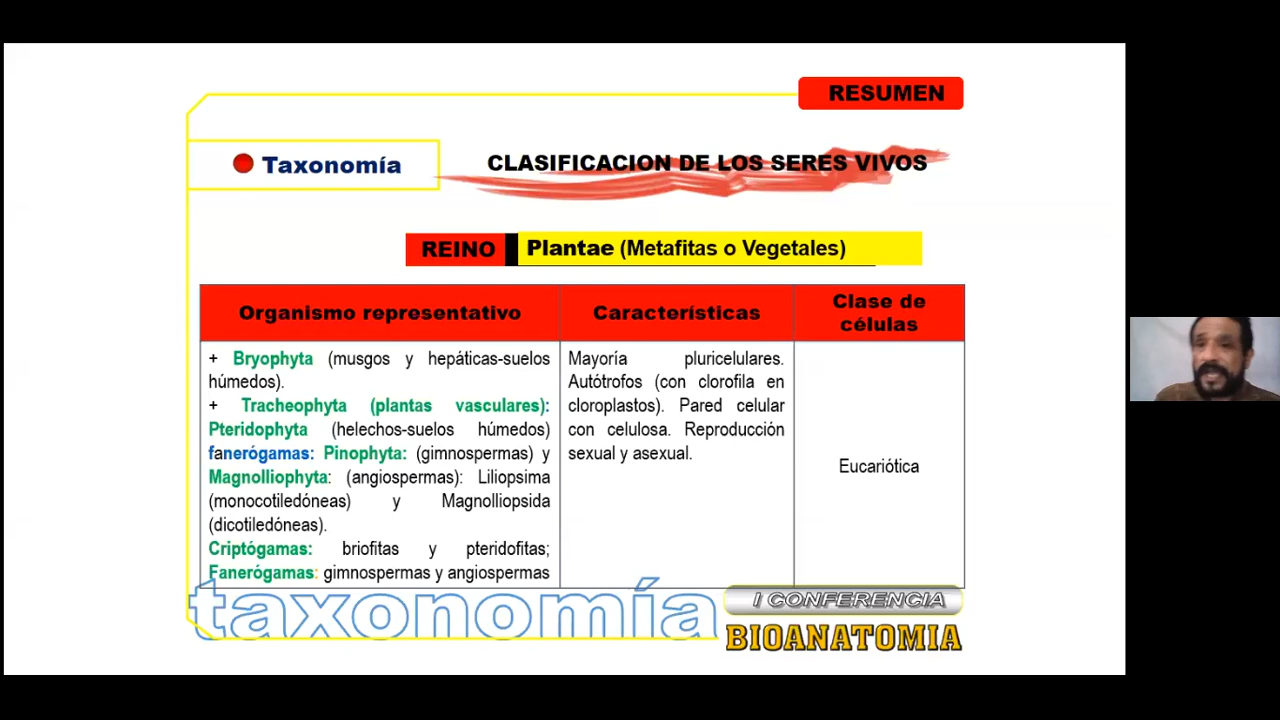 RESUMEN
Taxonomía
CLASIFICACION DE LOS SERES VIVOS
REINO Plantae (Metafitas o Vegetales)
Organismo representativo
Características
Clase de
células
+ Bryophyta (musgos y hepáticas-suelos
húmedos).
+ Tracheophyta (plantas vasculares):
Pteridophyta (helechos-suelos húmedos)
fanerógamas: Pinophyta: (gimnospermas) y
Magnolliophyta: (angiospermas): Liliopsima
(monocotiledóneas) y Magnolliopsida
(dicotiledóneas).
Criptógamas: briofitas y pteridofitas;
Fanerógamas: gimnospermas y angiospermas
Mayoría pluricelulares.
Autótrofos (con clorofila en
cloroplastos). Pared celular
con celulosa. Reproducción
sexual y asexual.
Eucariótica
taxonomía
I CONFERENCIA
BIOANATOMIA